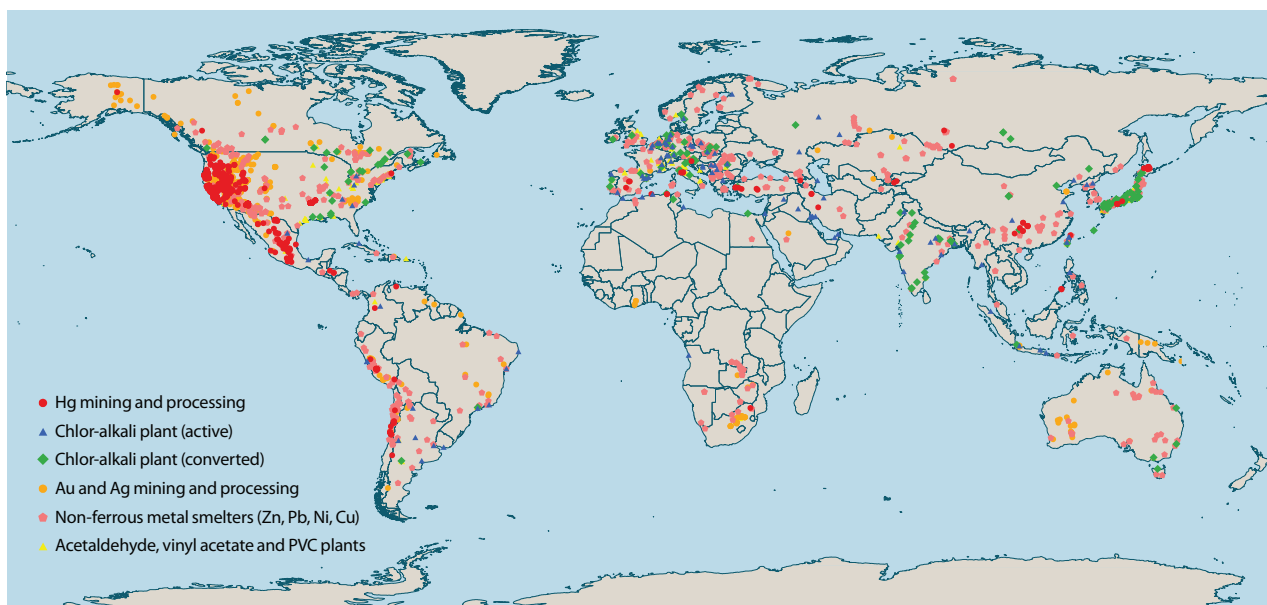 Hg mining and processing
Chlor-alkali plant (active)
Chlor-alkali plant (converted)
Au and Ag mining and processing
Non-ferrous metal smelters (Zn, Pb, Ni, Cu)
Acetaldehyde, vinyl acetate and PVC plants